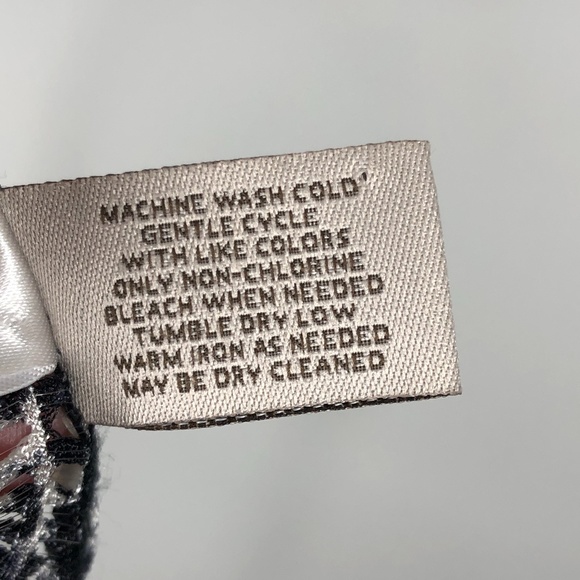 MACHINE WASH COLD'
GENTLE CYCLE
WITH LIKE COLORS
ONLY NON-CHLORINE
BLEACH WHEN NEEDED
TUMBLE DRY LOW
WARM IRON AS NEEDED
MAY BE DRY CLEANED